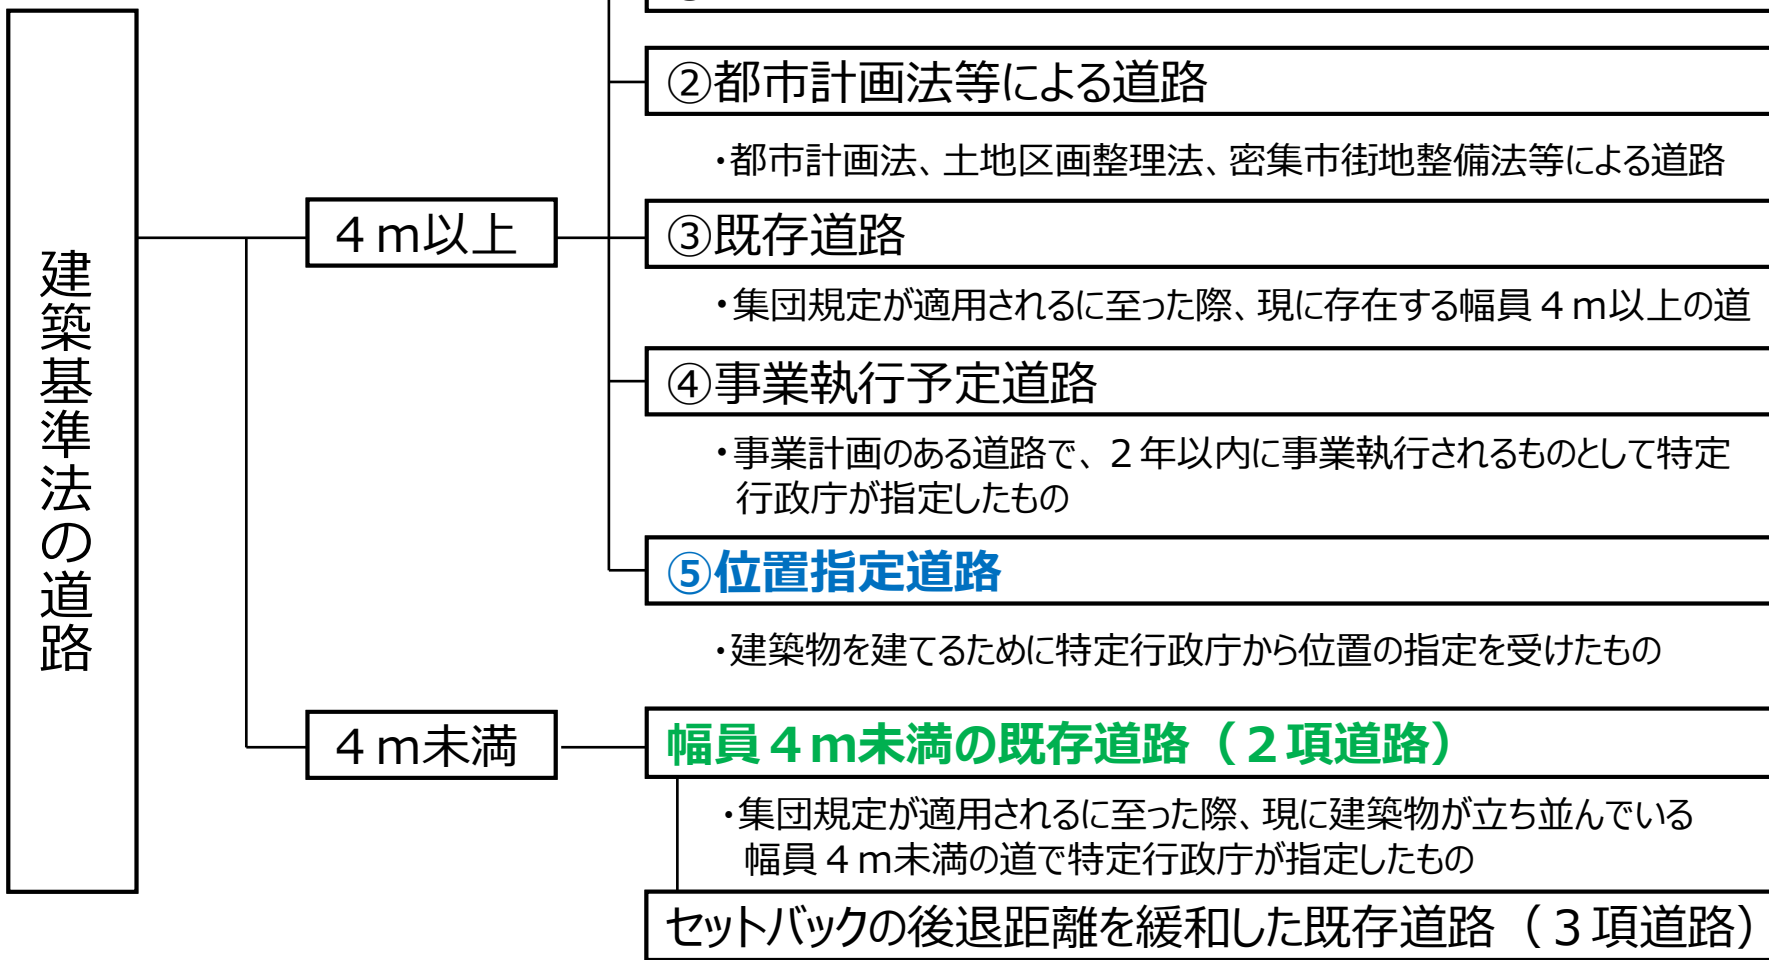 建築基準法の道路
４ｍ以上
②都市計画法等による道路
・都市計画法、土地区画整理法、密集市街地整備法等による道路
③既存道路
・集団規定が適用されるに至った際、現に存在する幅員４ｍ以上の道
④事業執行予定道路
・事業計画のある道路で、２年以内に事業執行されるものとして特定
行政庁が指定したもの
⑤位置指定道路
・建築物を建てるために特定行政庁から位置の指定を受けたもの
４ｍ未満
幅員４ｍ未満の既存道路（２項道路）
・集団規定が適用されるに至った際、現に建築物が立ち並んでいる
幅員４ｍ未満の道で特定行政庁が指定したもの
セットバックの後退距離を緩和した既存道路（３項道路）